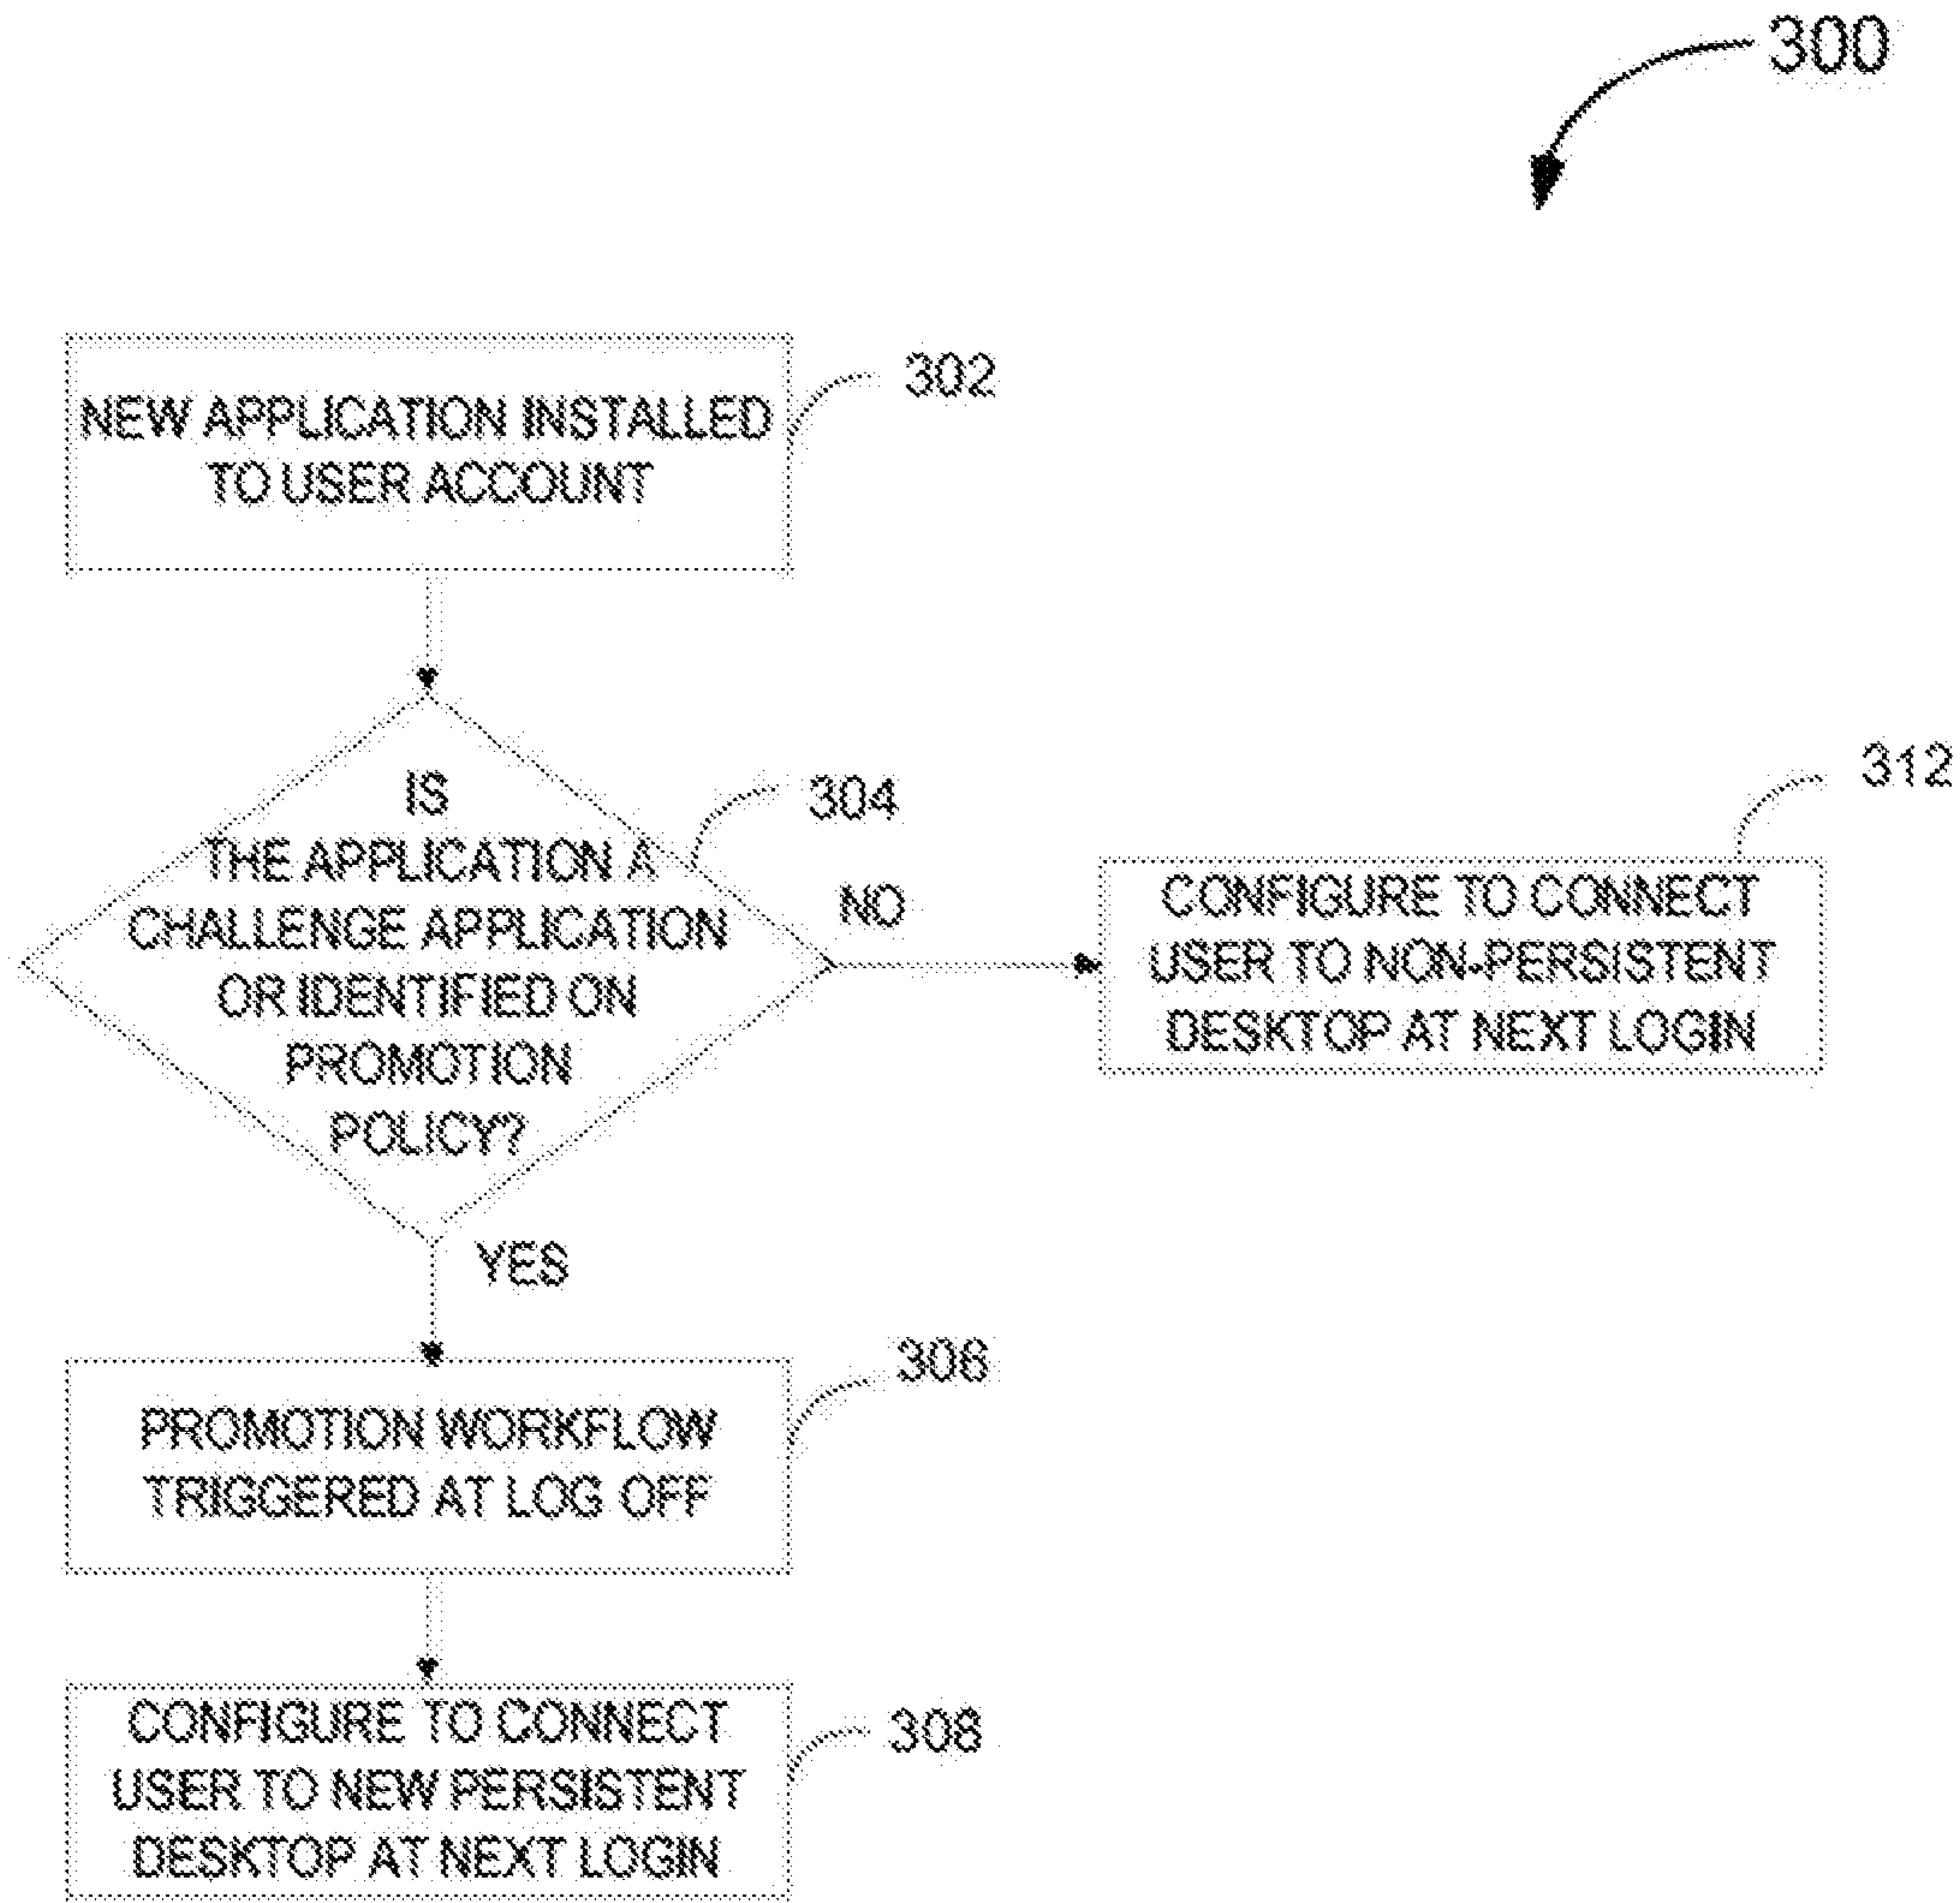 300
NEW APPLICATION INSTALLED
TO USER ACCOUNT
302
IS
THE APPLICATION A
CHALLENGE APPLICATION
OR IDENTIFIED ON
PROMOTION
POLICY?
304
NO
312
CONFIGURE TO CONNECT
USER TO NON-PERSISTENT
DESKTOP AT NEXT LOGIN
YES
PROMOTION WORKFLOW
TRIGGERED AT LOG OFF
306
CONFIGURE TO CONNECT
USER TO NEW PERSISTENT
DESKTOP AT NEXT LOGIN
308